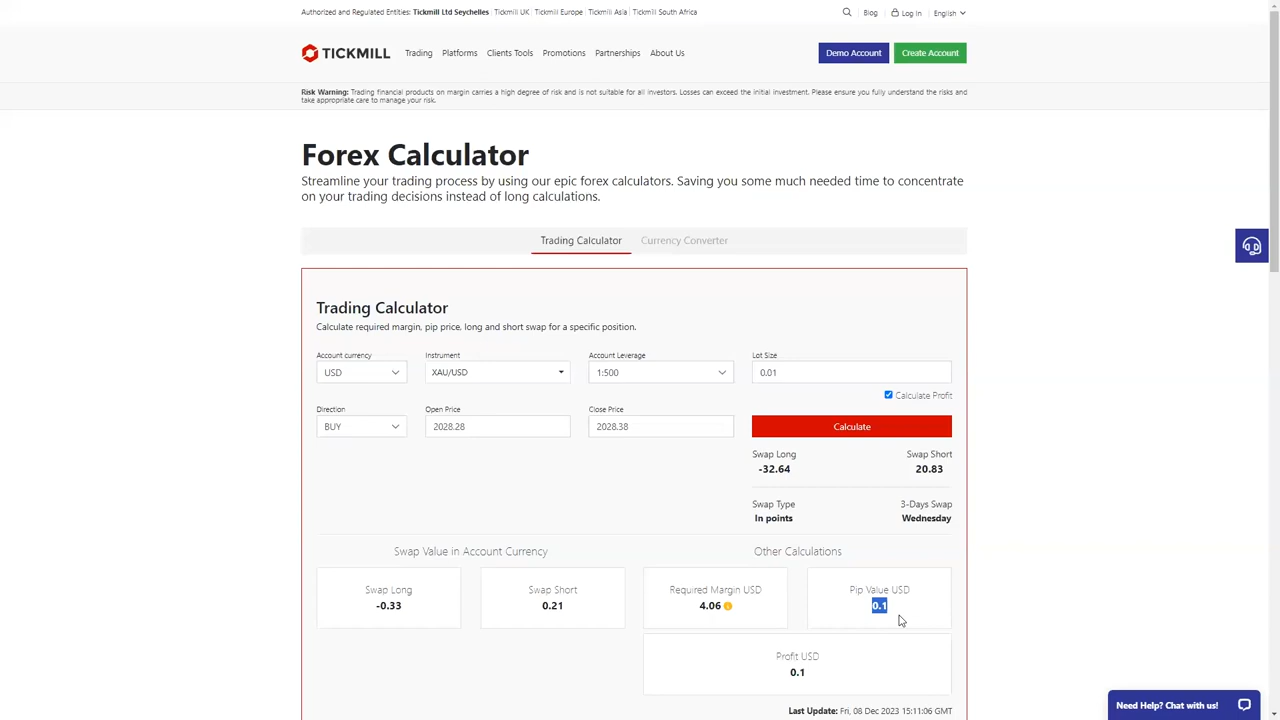 Authorized and Regulated Entities: Tickmill Ltd Seychelles | Tickmill UK | Tickmill Europe | Tickmill Asia | Tickmill South Africa
Blog
Log In
English
TICKMILL
Trading
Platforms
Clients Tools
Promotions
Partnerships
About Us
Demo Account
Create Account
Risk Warning: Trading financial products on margin carries a high degree of risk and is not suitable for all investors. Losses can exceed the initial investment. Please ensure you fully understand the risks and
take appropriate care to manage your risk.
Forex Calculator
Streamline your trading process by using our epic forex calculators. Saving you some much needed time to concentrate
on your trading decisions instead of long calculations.
Trading Calculator
Currency Converter
Trading Calculator
Calculate required margin, pip price, long and short swap for a specific position.
Account currency
Instrument
Account Leverage
Lot Size
USD
XAU/USD
1:500
0.01
Calculate Profit
Direction
Open Price
Close Price
BUY
2028.28
2028.38
Calculate
Swap Long
Swap Short
-32.64
20.83
Swap Type
3-Days Swap
In points
Wednesday
Swap Value in Account Currency
Other Calculations
Swap Long
Swap Short
Required Margin USD
Pip Value USD
-0.33
0.21
4.06
0.1
Profit USD
0.1
Last Update: Fri, 08 Dec 2023 15:11:06 GMT
Need Help? Chat with us!